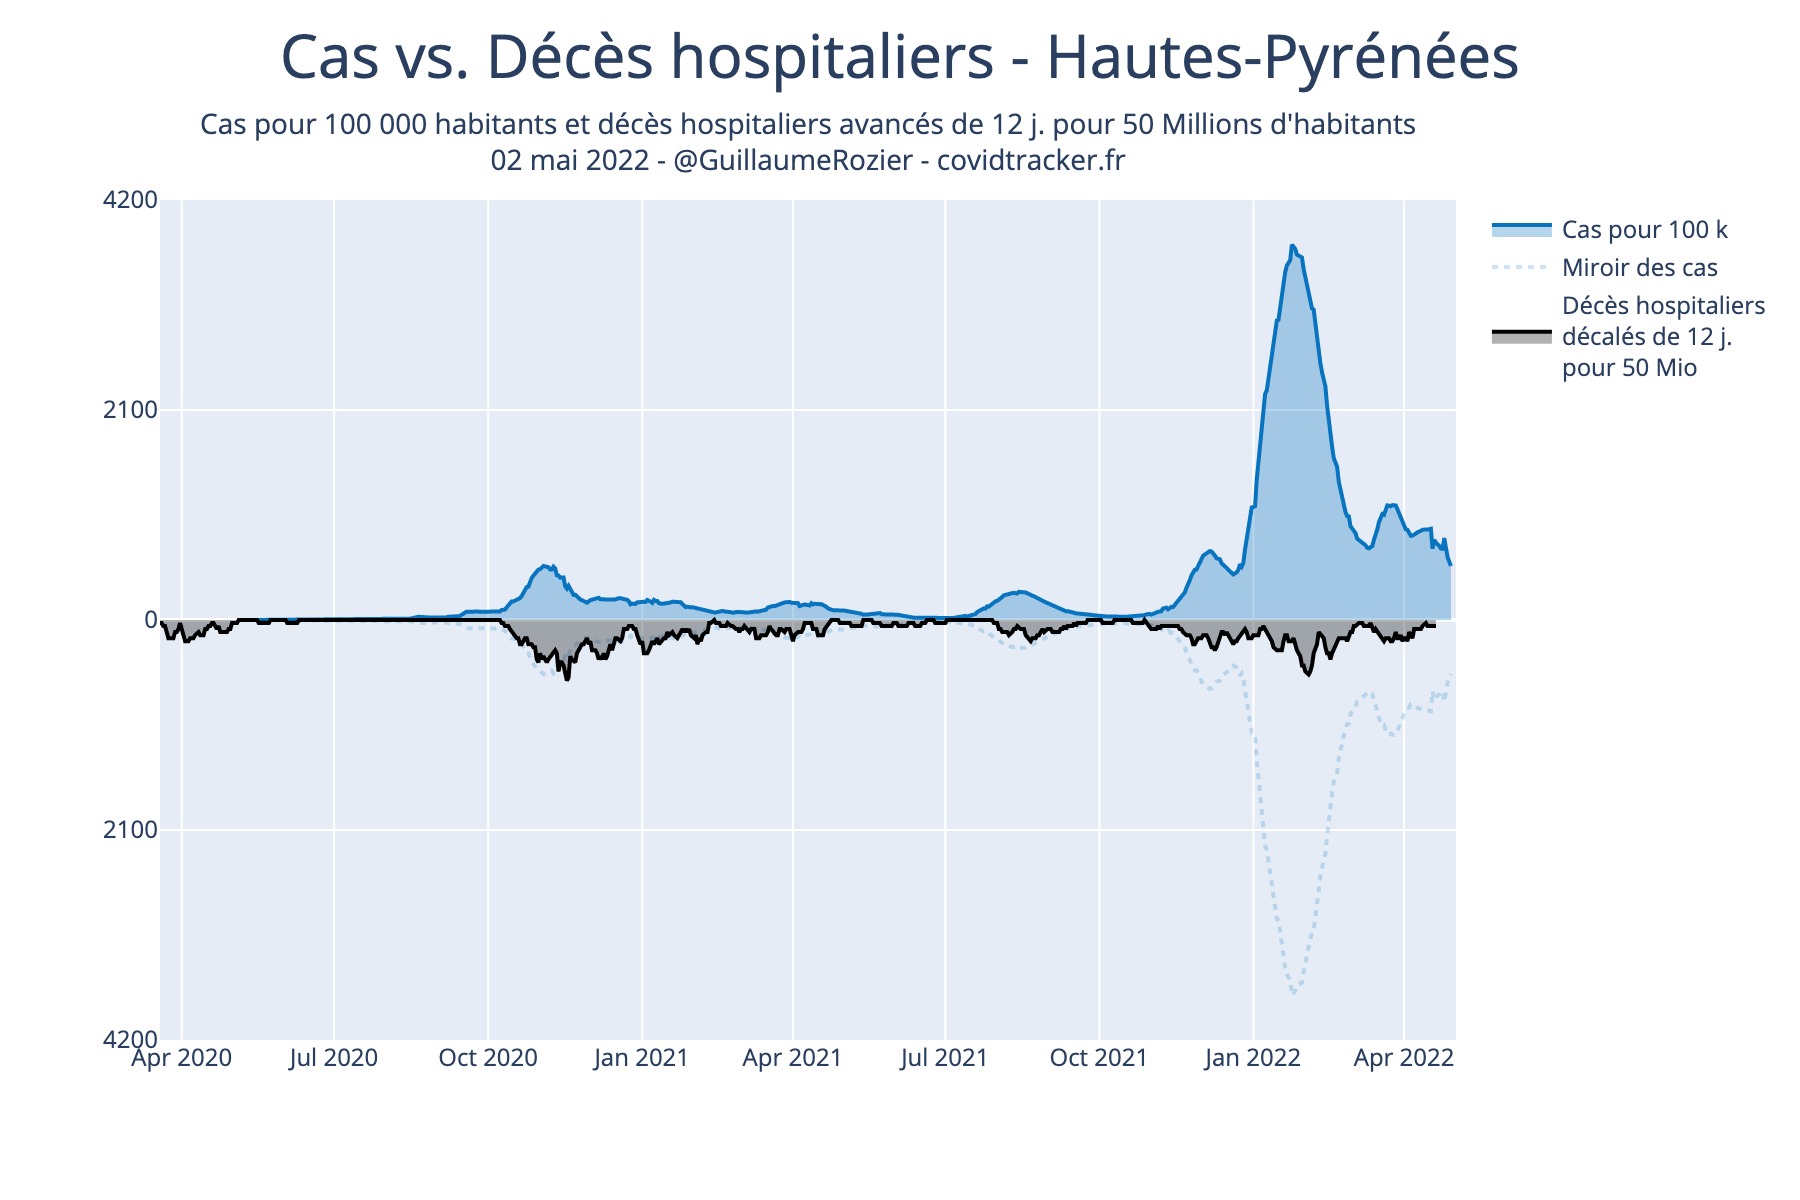 Cas vs. Décès hospitaliers - Hautes-Pyrénées
Cas pour 100 000 habitants et décès hospitaliers avancés de 12 j. pour 50 Millions d'habitants
02 mai 2022 - @GuillaumeRozier - covidtracker.fr
4200
2100
0
2100
4200
Apr 2020
Jul 2020
Oct 2020
Jan 2021
Apr 2021
Jul 2021
Oct 2021
Jan 2022
Apr 2022
Cas pour 100 k
Miroir des cas
Décès hospitaliers
décalés de 12 j.
pour 50 Mio